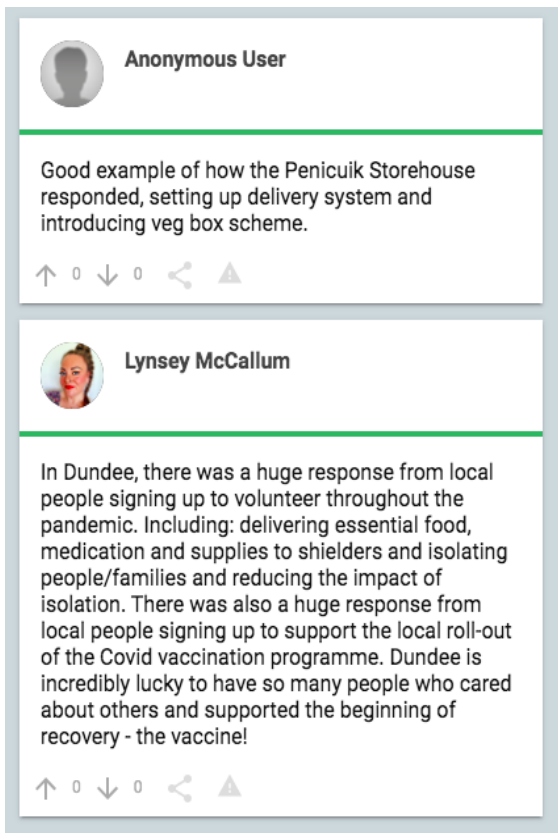 Anonymous User
Good example of how the Penicuik Storehouse
responded, setting up delivery system and
introducing veg box scheme.
0 0
Lynsey McCallum
In Dundee, there was a huge response from local
people signing up to volunteer throughout the
pandemic. Including: delivering essential food,
medication and supplies to shielders and isolating
people/families and reducing the impact of
isolation. There was also a huge response from
local people signing up to support the local roll-out
of the Covid vaccination programme. Dundee is
incredibly lucky to have so many people who cared
about others and supported the beginning of
recovery - the vaccine!
0 0